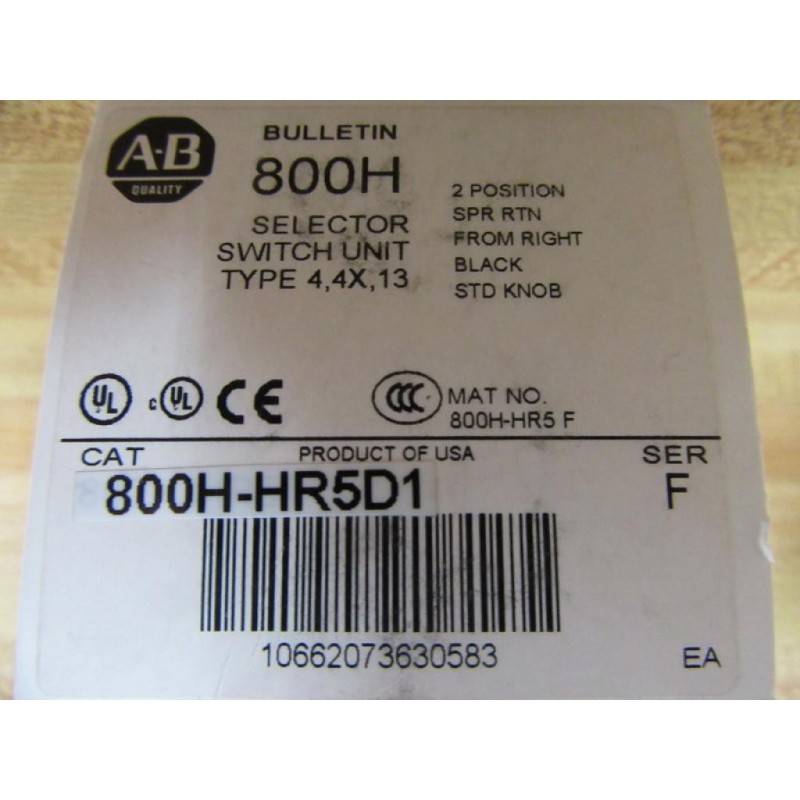 A-B
QUALITY
BULLETIN
800H
SELECTOR
SWITCH UNIT
TYPE 4,4X,13
2 POSITION
SPR RTN
FROM RIGHT
BLACK
STD KNOB
UL
c UL
CE
CCC
MAT NO.
800H-HR5 F
CAT
PRODUCT OF USA
SER
800H-HR5D1
F
10662073630583
EA